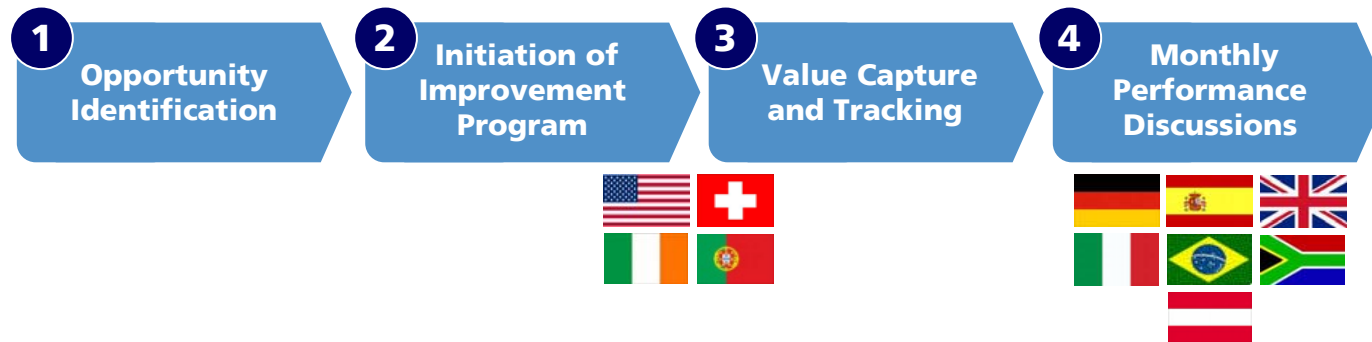 1
Opportunity
Identification
2
Initiation of
Improvement
Program
3
Value Capture
and Tracking
4
Monthly
Performance
Discussions